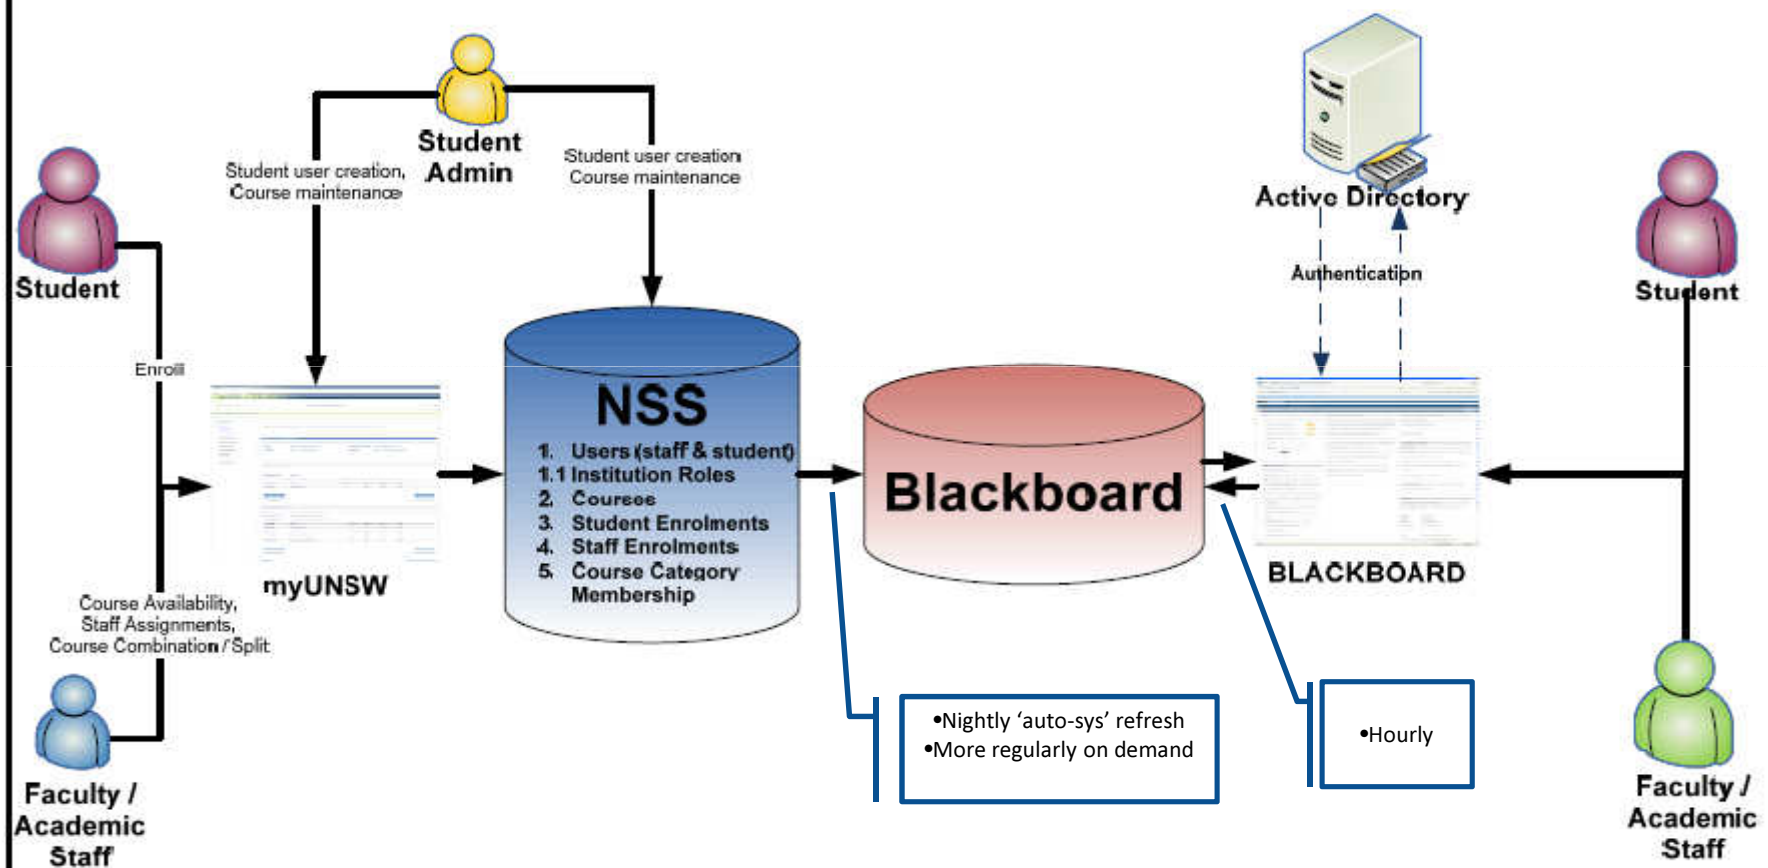 Student
Admin
Student user creation,
Course maintenance
Student user creation
Course maintenance
Active Directory
Authentication
Student
Student
Enroll
NSS
1. Users (staff & student)
1.1 Institution Roles
2. Courses
3. Student Enrolments
4. Staff Enrolments
5. Course Category
Membership
Blackboard
myUNSW
BLACKBOARD
Course Availability,
Staff Assignments,
Course Combination / Split
•Nightly ‘auto-sys’ refresh
•More regularly on demand
•Hourly
Faculty /
Academic
Staff
Faculty /
Academic
Staff